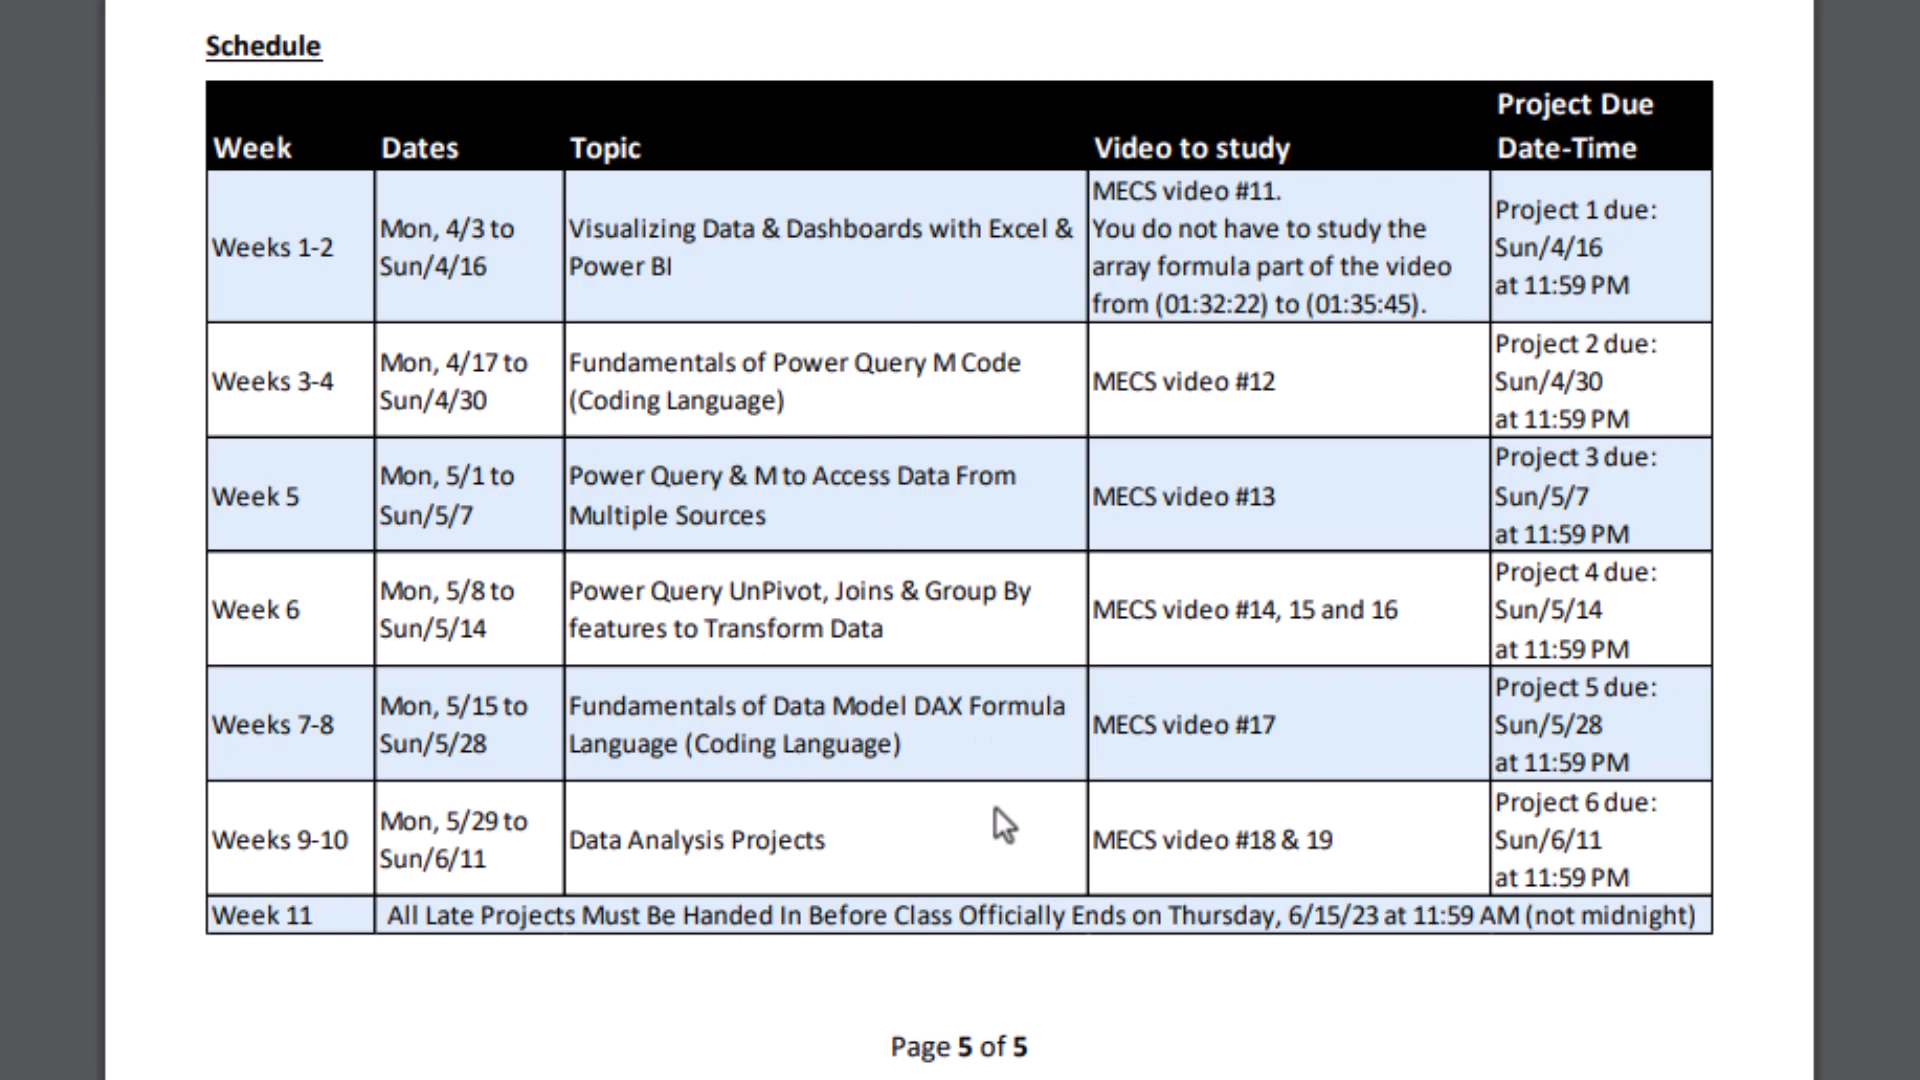 Schedule
Week Dates Topic Video to study Project Due Date-Time
Weeks 1-2
Mon, 4/3 to
Sun/4/16
Visualizing Data & Dashboards with Excel &
Power BI
MECS video #11.
You do not have to study the
array formula part of the video
from (01:32:22) to (01:35:45).
Project 1 due:
Sun/4/16
at 11:59 PM
Weeks 3-4
Mon, 4/17 to
Sun/4/30
Fundamentals of Power Query M Code
(Coding Language)
MECS video #12
Project 2 due:
Sun/4/30
at 11:59 PM
Week 5
Mon, 5/1 to
Sun/5/7
Power Query & M to Access Data From
Multiple Sources
MECS video #13
Project 3 due:
Sun/5/7
at 11:59 PM
Week 6
Mon, 5/8 to
Sun/5/14
Power Query UnPivot, Joins & Group By
features to Transform Data
MECS video #14, 15 and 16
Project 4 due:
Sun/5/14
at 11:59 PM
Weeks 7-8
Mon, 5/15 to
Sun/5/28
Fundamentals of Data Model DAX Formula
Language (Coding Language)
MECS video #17
Project 5 due:
Sun/5/28
at 11:59 PM
Weeks 9-10
Mon, 5/29 to
Sun/6/11
Data Analysis Projects
MECS video #18 & 19
Project 6 due:
Sun/6/11
at 11:59 PM
Week 11
All Late Projects Must Be Handed In Before Class Officially Ends on Thursday, 6/15/23 at 11:59 AM (not midnight)
Page 5 of 5